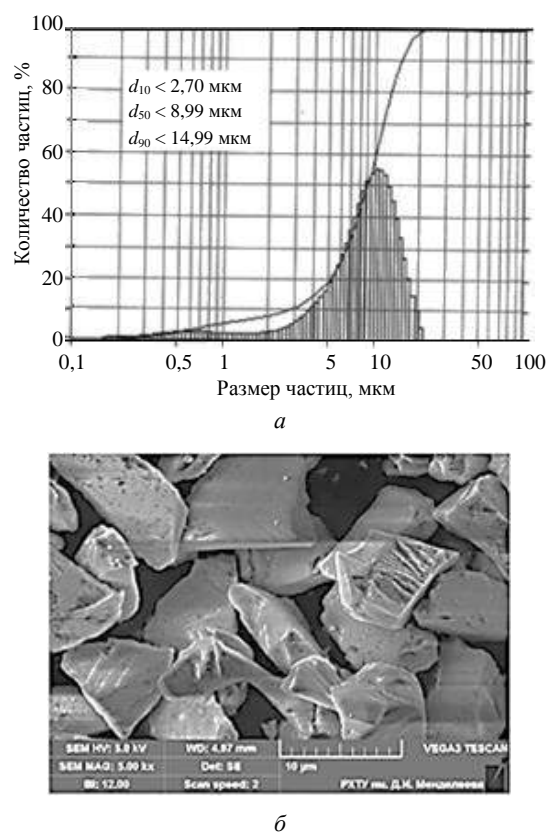 100
80
60
40
20
0
Количество частиц, %
d10 < 2,70 мкм
d50 < 8,99 мкм
d90 < 14,99 мкм
0,1 0,5 1 5 10 50 100
Размер частиц, мкм
а
SEM HV: 5.0 kV WD: 4.97 mm VEGA3 TESCAN
SEM MAG: 5.00 kx Det: SE 10 µm
BI: 12.00 Scan speed: 2 РХТУ им. Д.И. Менделеева
б